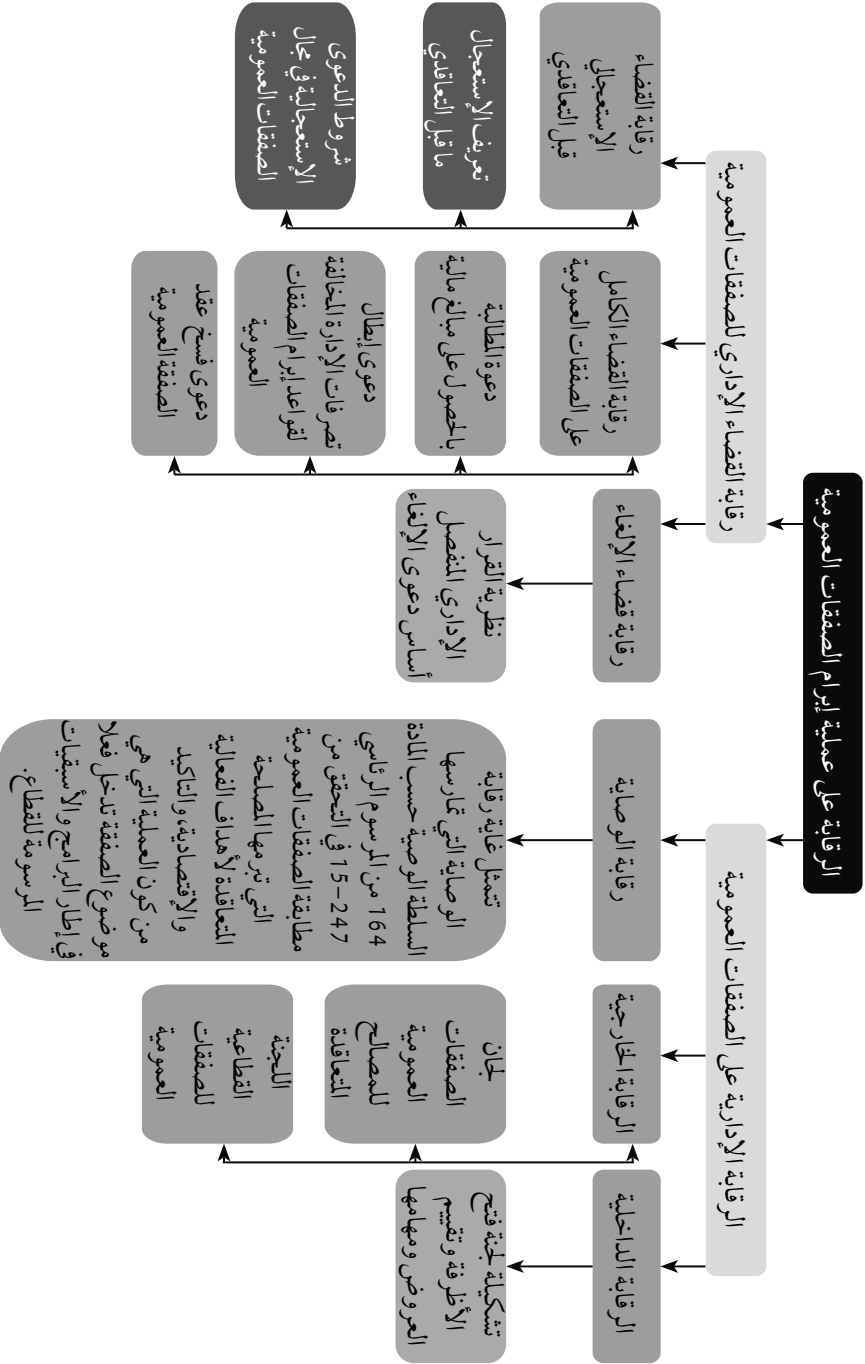 الرقابة على عملية إبرام الصفقات العمومية
الرقابة الإدارية على الصفقات العمومية
رقابة القضاء الإداري للصفقات العمومية
الرقابة الداخلية
الرقابة الخارجية
رقابة الوصاية
رقابة قضاء الإلغاء
رقابة القضاء الكامل
على الصفقات العمومية
رقابة القضاء
الإستعجالي
قبل التعاقدي
تشكيلة لجنة فتح
الأظرفة وتقييم
العروض ومهامها
لجان
الصفقات
العمومية
للمصالح
المتعاقدة
اللجنة
القطاعية
للصفقات
العمومية
تتمثل غاية رقابة
الوصاية التي تمارسها
السلطة الوصية حسب المادة
164 من المرسوم الرئاسي
15-247 في التحقق من
مطابقة الصفقات العمومية
التي تبرمها المصلحة
المتعاقدة لأهداف الفعالية
والإقتصادية، والتاكيد
من كون العملية التي هي
موضوع الصفقة تدخل فعلا
في إطار البرامج والأسبقيات
المرسومة للقطاع.
نظرية القرار
الإداري المنفصل
أساس دعوى الإلغاء
دعوة المطالبة
بالحصول على مبالغ مالية
دعوى إبطال
تصرفات الإدارة المخالفة
لقواعد إبرام الصفقات
العمومية
دعوى فسخ عقد
الصفقة العمومية
تعريف الإستعجال
ما قبل التعاقدي
شروط الدعوى
الإستعجالية في مجال
الصفقات العمومية